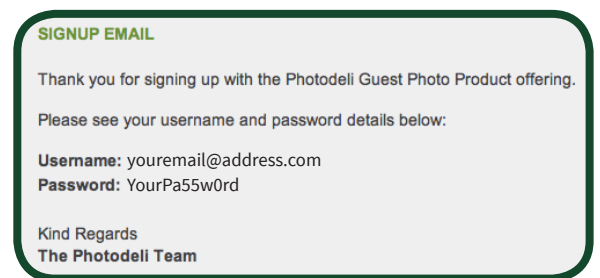 SIGNUP EMAIL
Thank you for signing up with the Photodeli Guest Photo Product offering.
Please see your username and password details below:
Username: youremail@address.com
Password: YourPa55w0rd
Kind Regards
The Photodeli Team